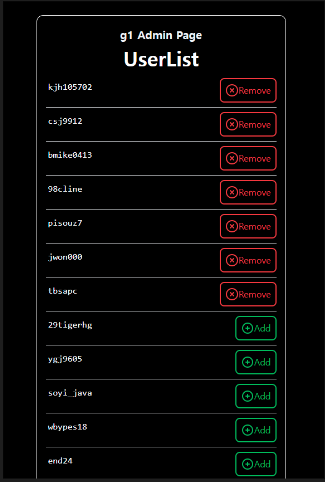 g1 Admin Page
UserList
kjh105702 Remove
csj9912 Remove
bmike0413 Remove
98cline Remove
pisouz7 Remove
jwon000 Remove
tbsapc Remove
29tigerhg Add
ygj9605 Add
soyi_java Add
wbypes18 Add
end24 Add